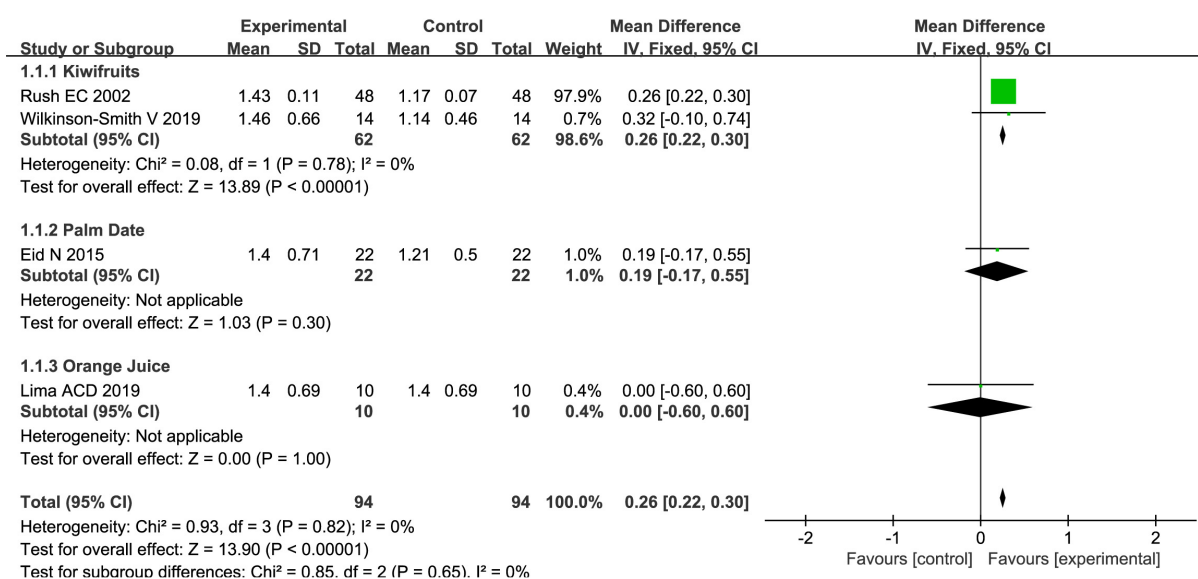 Experimental Control Mean Difference Mean Difference
Study or Subgroup Mean SD Total Mean SD Total Weight IV, Fixed, 95% CI IV, Fixed, 95% CI
1.1.1 Kiwifruits
Rush EC 2002 1.43 0.11 48 1.17 0.07 48 97.9% 0.26 [0.22, 0.30]
Wilkinson-Smith V 2019 1.46 0.66 14 1.14 0.46 14 0.7% 0.32 [-0.10, 0.74]
Subtotal (95% CI) 62 62 98.6% 0.26 [0.22, 0.30]
Heterogeneity: Chi² = 0.08, df = 1 (P = 0.78); I² = 0%
Test for overall effect: Z = 13.89 (P < 0.00001)
1.1.2 Palm Date
Eid N 2015 1.4 0.71 22 1.21 0.5 22 1.0% 0.19 [-0.17, 0.55]
Subtotal (95% CI) 22 22 1.0% 0.19 [-0.17, 0.55]
Heterogeneity: Not applicable
Test for overall effect: Z = 1.03 (P = 0.30)
1.1.3 Orange Juice
Lima ACD 2019 1.4 0.69 10 1.4 0.69 10 0.4% 0.00 [-0.60, 0.60]
Subtotal (95% CI) 10 10 0.4% 0.00 [-0.60, 0.60]
Heterogeneity: Not applicable
Test for overall effect: Z = 0.00 (P = 1.00)
Total (95% CI) 94 94 100.0% 0.26 [0.22, 0.30]
Heterogeneity: Chi² = 0.93, df = 3 (P = 0.82); I² = 0%
Test for overall effect: Z = 13.90 (P < 0.00001)
Test for subgroup differences: Chi² = 0.85, df = 2 (P = 0.65), I² = 0%
-2 -1 0 1 2
Favours [control] Favours [experimental]